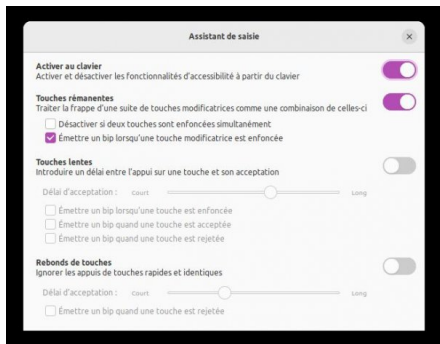 Assistant de saisie
Activer au clavier
Activer et désactiver les fonctionnalités d'accessibilité à partir du clavier
Touches rémanentes
Traiter la frappe d'une suite de touches modificatrices comme une combinaison de celles-ci
Désactiver si deux touches sont enfoncées simultanément
Émettre un bip lorsqu'une touche modificatrice est enfoncée
Touches lentes
Introduire un délai entre l'appui sur une touche et son acceptation
Délai d'acceptation : Court Long
Émettre un bip lorsqu'une touche est enfoncée
Émettre un bip quand une touche est acceptée
Émettre un bip quand une touche est rejetée
Rebonds de touches
Ignorer les appuis de touches rapides et identiques
Délai d'acceptation : Court Long
Émettre un bip quand une touche est rejetée